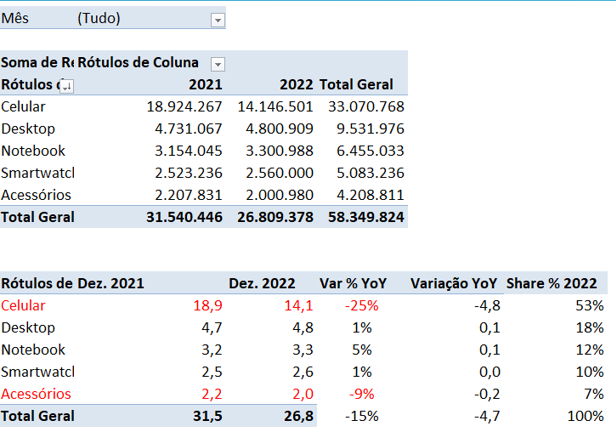 Mês (Tudo)
Soma de Re Rótulos de Coluna
Rótulos d 2021 2022 Total Geral
Celular 18.924.267 14.146.501 33.070.768
Desktop 4.731.067 4.800.909 9.531.976
Notebook 3.154.045 3.300.988 6.455.033
Smartwatcl 2.523.236 2.560.000 5.083.236
Acessórios 2.207.831 2.000.980 4.208.811
Total Geral 31.540.446 26.809.378 58.349.824
Rótulos de Dez. 2021 Dez. 2022 Var % YoY Variação YoY Share % 2022
Celular 18,9 14,1 -25% -4,8 53%
Desktop 4,7 4,8 1% 0,1 18%
Notebook 3,2 3,3 5% 0,1 12%
Smartwatcl 2,5 2,6 1% 0,0 10%
Acessórios 2,2 2,0 -9% -0,2 7%
Total Geral 31,5 26,8 -15% -4,7 100%